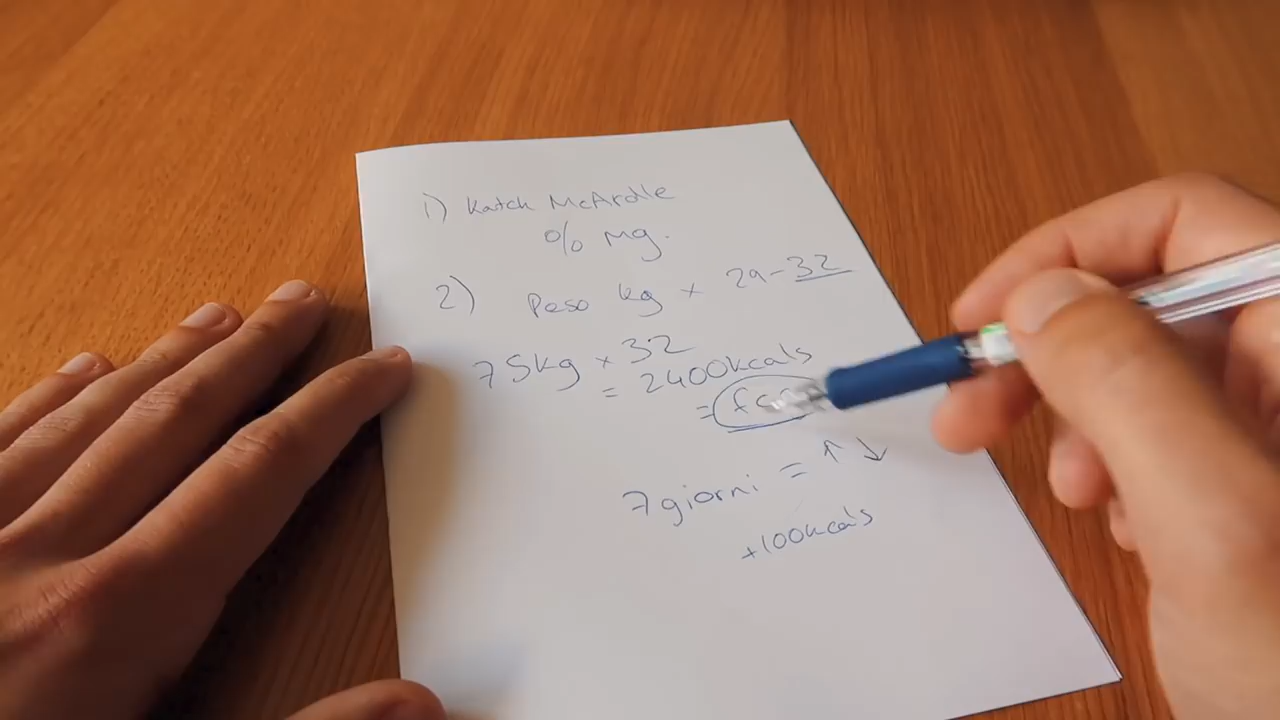 1) Katch McArdle
% Mg.
2) Peso kg x 29-32
75kg x 32
= 2400kcals
=
7 giorni = ↑ ↓
+100kcals